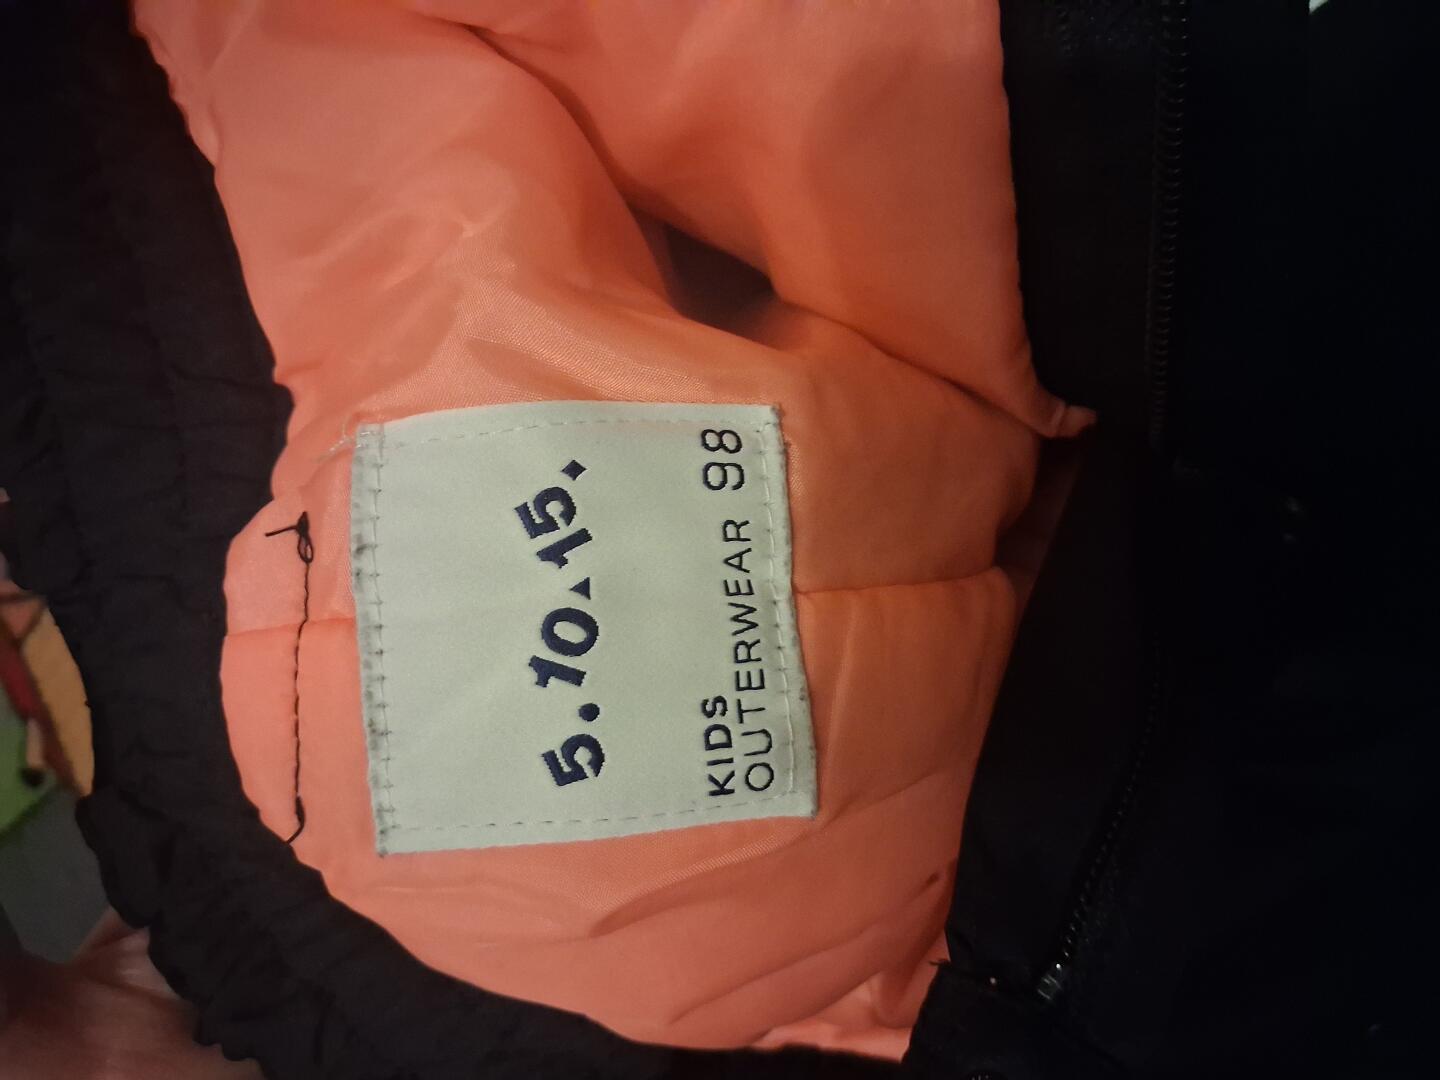 5.10.15.
KIDS
OUTERWEAR 98